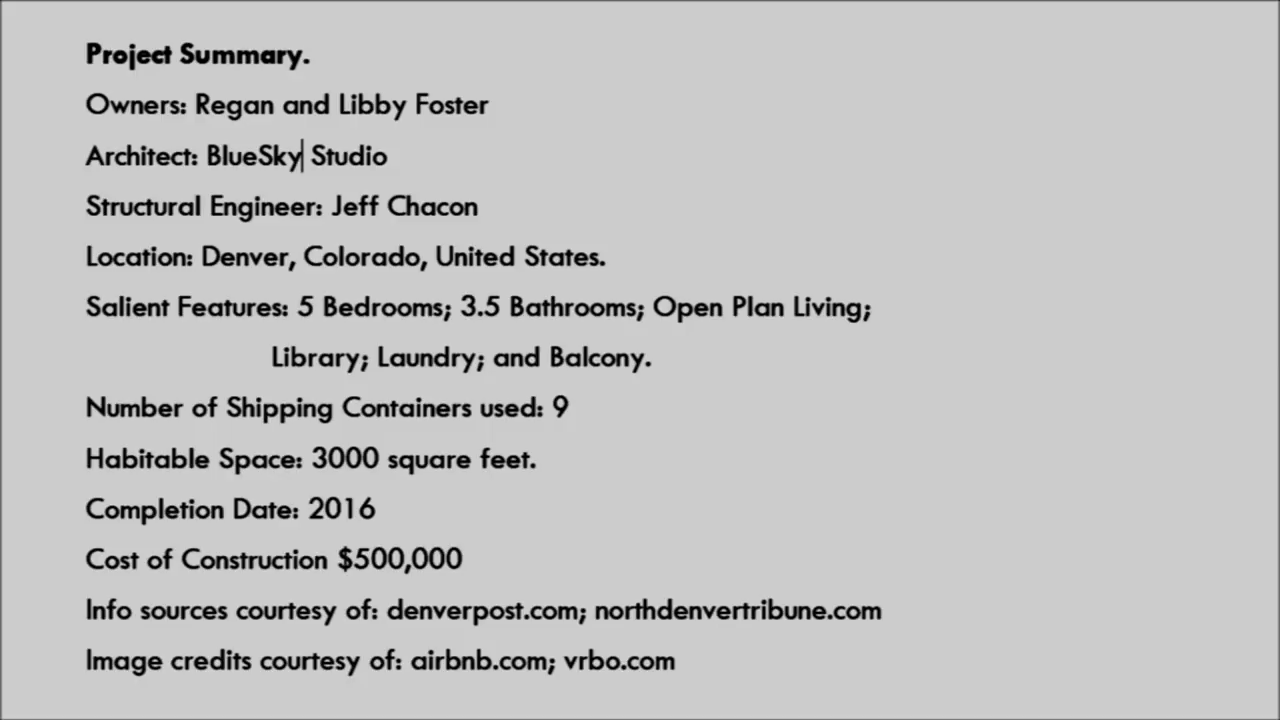 Project Summary.
Owners: Regan and Libby Foster
Architect: BlueSky Studio
Structural Engineer: Jeff Chacon
Location: Denver, Colorado, United States.
Salient Features: 5 Bedrooms; 3.5 Bathrooms; Open Plan Living;
Library; Laundry; and Balcony.
Number of Shipping Containers used: 9
Habitable Space: 3000 square feet.
Completion Date: 2016
Cost of Construction $500,000
Info sources courtesy of: denverpost.com; northdenvertribune.com
Image credits courtesy of: airbnb.com; vrbo.com